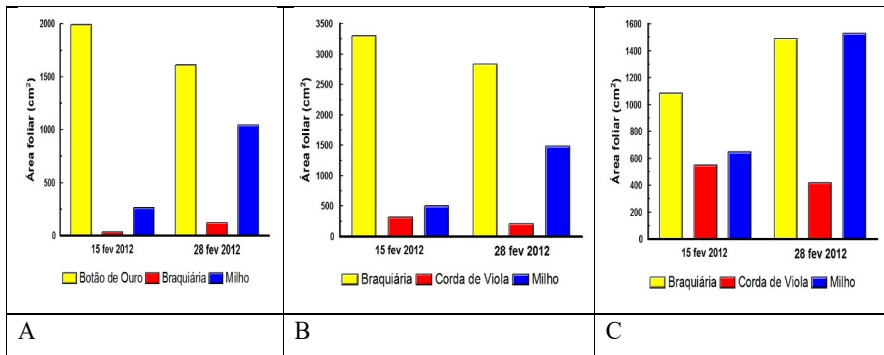 Área foliar (cm²)
2000
1500
1000
500
0
15 fev 2012
28 fev 2012
Botão de Ouro
Braquiária
Milho
A
Área foliar (cm²)
3500
3000
2500
2000
1500
1000
500
0
15 fev 2012
28 fev 2012
Braquiária
Corda de Viola
Milho
B
Área foliar (cm²)
1600
1400
1200
1000
800
600
400
200
0
15 fev 2012
28 fev 2012
Braquiária
Corda de Viola
Milho
C